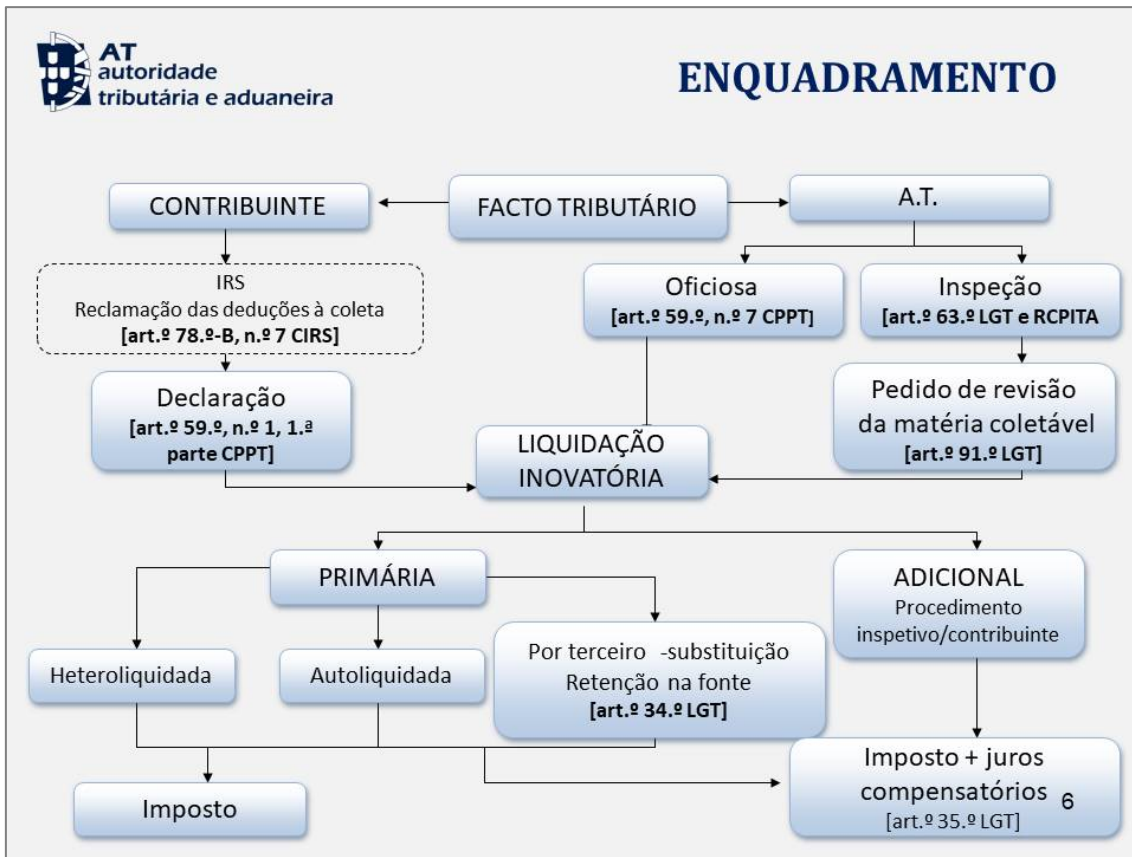 AT
autoridade
tributária e aduaneira
ENQUADRAMENTO
CONTRIBUINTE
FACTO TRIBUTÁRIO
A.T.
IRS
Reclamação das deduções à coleta
[art.º 78.º-B, n.º 7 CIRS]
Oficiosa
[art.º 59.º, n.º 7 CPPT]
Inspeção
[art.º 63.º LGT e RCPITA
Declaração
[art.º 59.º, n.º 1, 1.ª
parte CPPT]
Pedido de revisão
da matéria coletável
[art.º 91.º LGT]
LIQUIDAÇÃO
INOVATÓRIA
PRIMÁRIA
ADICIONAL
Procedimento
inspetivo/contribuinte
Heteroliquidada
Autoliquidada
Por terceiro -substituição
Retenção na fonte
[art.º 34.º LGT]
Imposto
Imposto + juros
compensatórios
[art.º 35.º LGT]
6